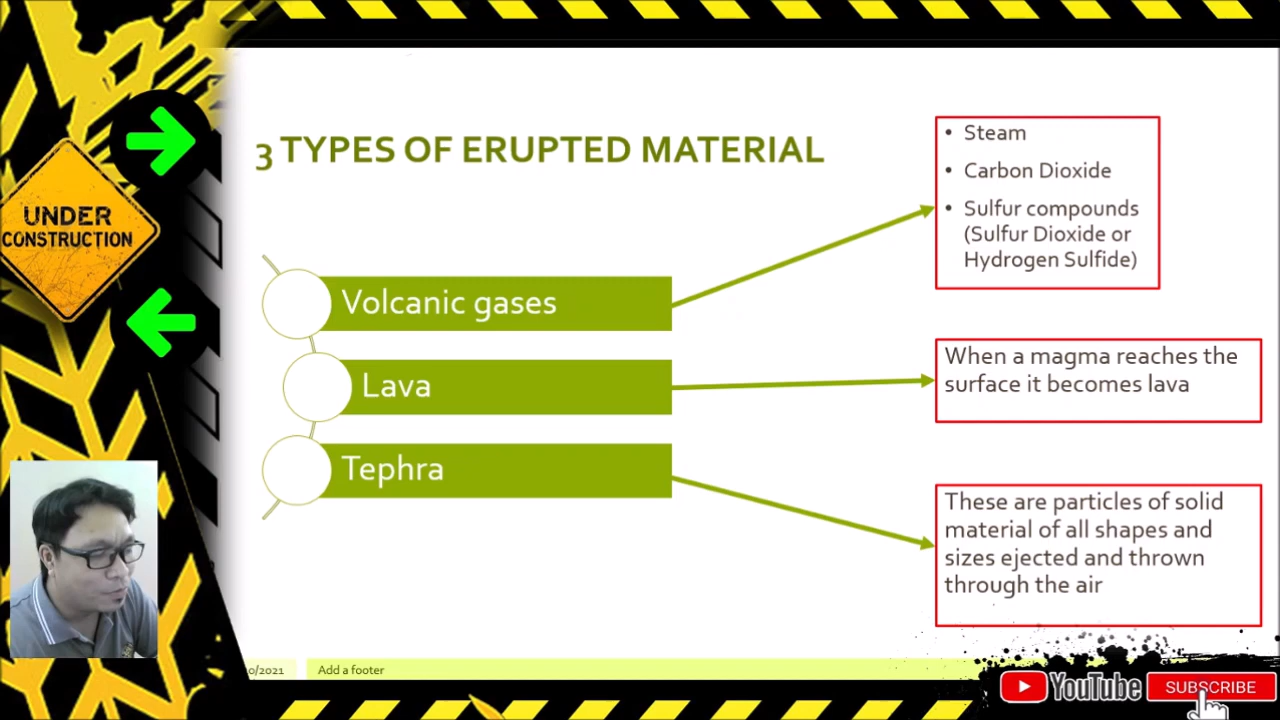 3 TYPES OF ERUPTED MATERIAL
• Steam
• Carbon Dioxide
• Sulfur compounds
(Sulfur Dioxide or
Hydrogen Sulfide)
UNDER
CONSTRUCTION
Volcanic gases
When a magma reaches the
surface it becomes lava
Lava
Tephra
These are particles of solid
material of all shapes and
sizes ejected and thrown
through the air
0/2021
Add a footer
YouTube
SUBSCRIBE